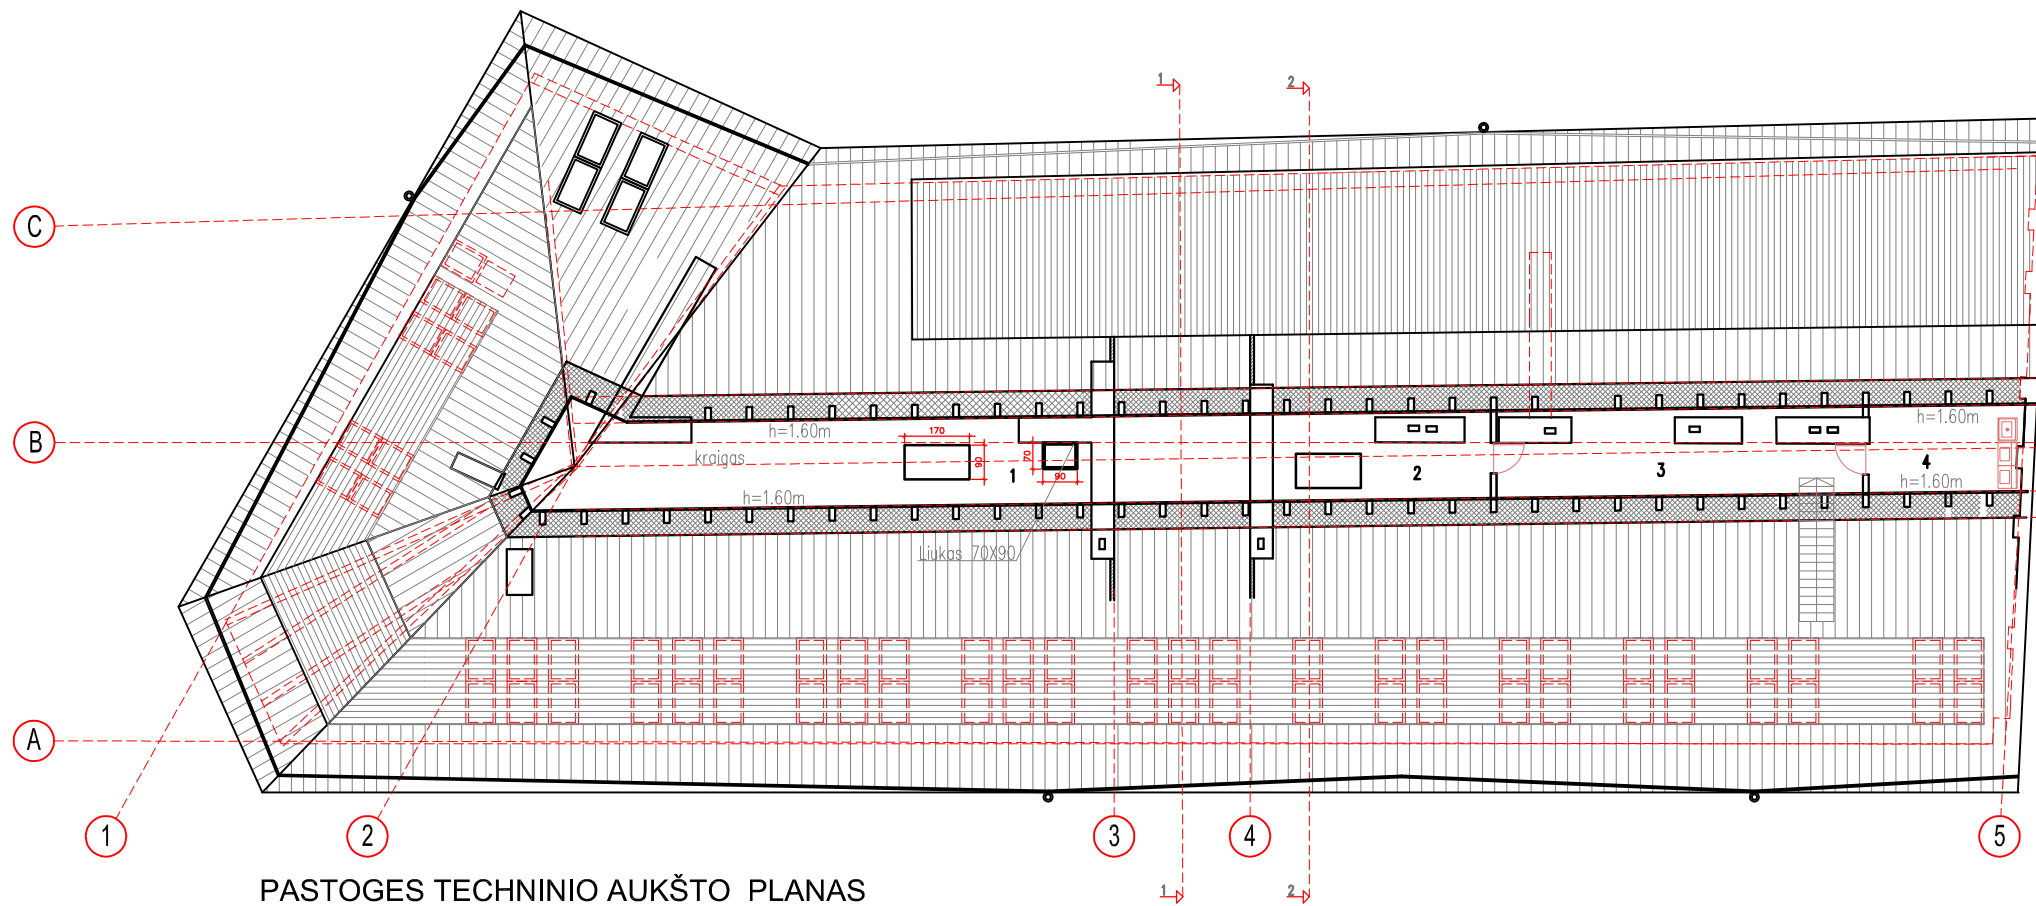 1
2
C
B
h=1.60m
h=1.60m
170
kraigas
70
90
1
2
3
4
90
h=1.60m
h=1.60m
Liukas 70X90
A
1
2
3
4
5
PASTOGES TECHNINIO AUKŠTO PLANAS
1
2